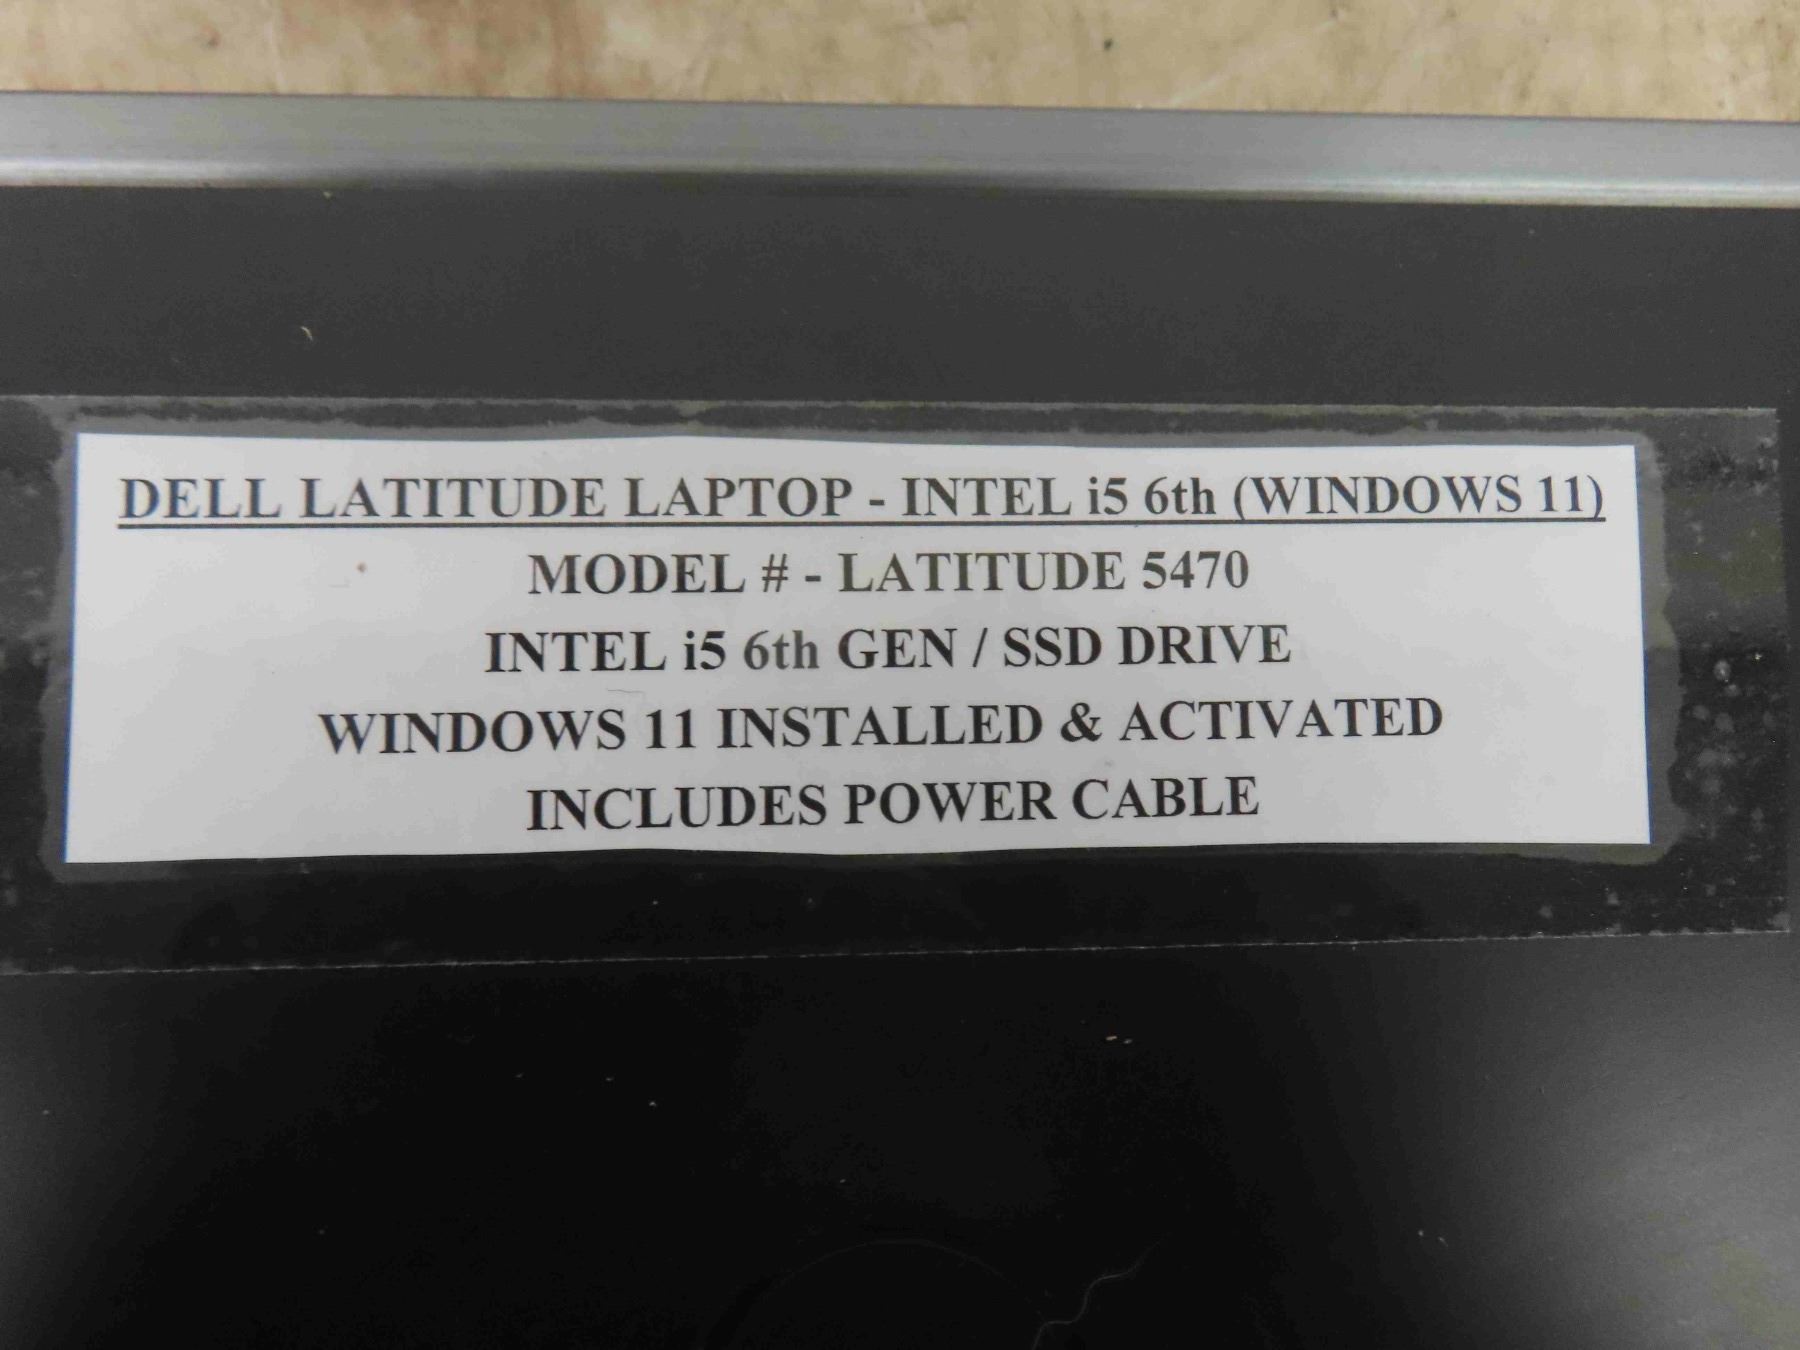 DELL LATITUDE LAPTOP - INTEL i5 6th (WINDOWS 11)
MODEL # - LATITUDE 5470
INTEL i5 6th GEN / SSD DRIVE
WINDOWS 11 INSTALLED & ACTIVATED
INCLUDES POWER CABLE